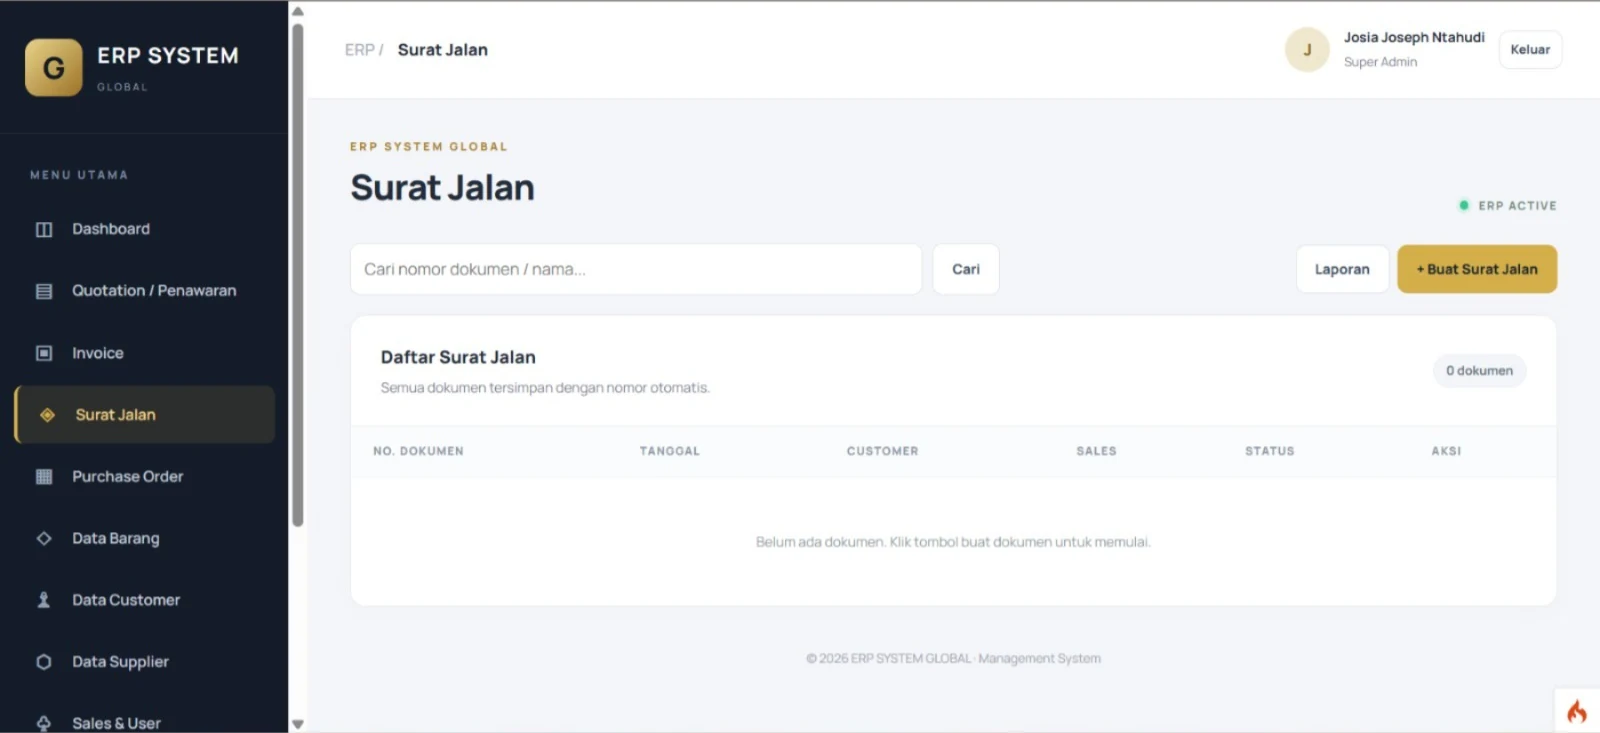 G
ERP SYSTEM
GLOBAL
MENU UTAMA
Dashboard
Quotation / Penawaran
Invoice
Surat Jalan
Purchase Order
Data Barang
Data Customer
Data Supplier
Sales & User
ERP / Surat Jalan
J
Josia Joseph Ntahudi
Super Admin
Keluar
ERP SYSTEM GLOBAL
Surat Jalan
ERP ACTIVE
Cari nomor dokumen / nama...
Cari
Laporan
+ Buat Surat Jalan
Daftar Surat Jalan
Semua dokumen tersimpan dengan nomor otomatis.
0 dokumen
NO. DOKUMEN TANGGAL CUSTOMER SALES STATUS AKSI
Belum ada dokumen. Klik tombol buat dokumen untuk memulai.
© 2026 ERP SYSTEM GLOBAL · Management System